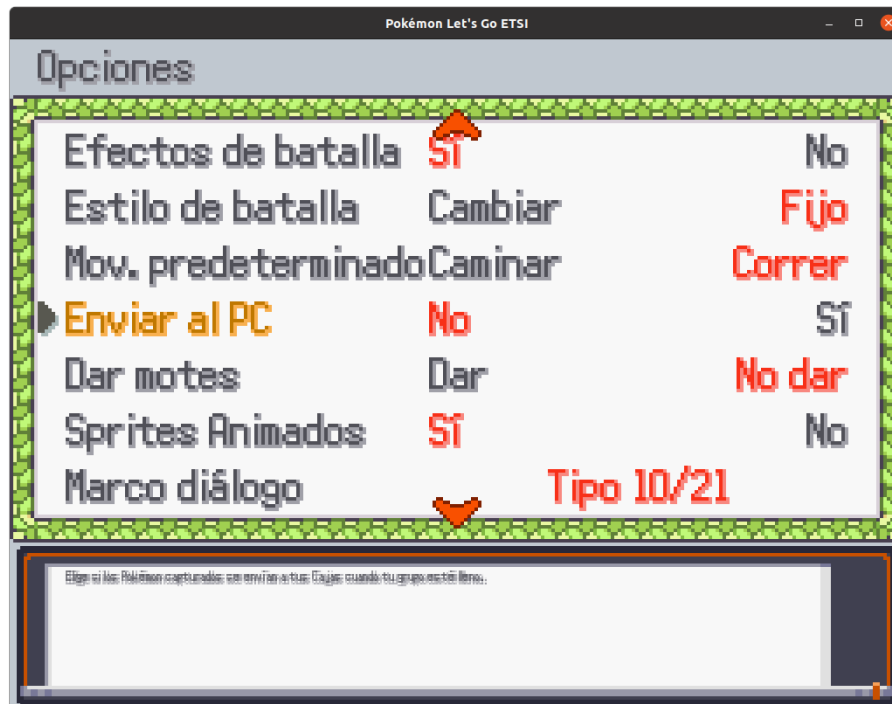 Pokémon Let's Go ETSI
Opciones
Efectos de batalla Sí No
Estilo de batalla Cambiar Fijo
Mov. predeterminado Caminar Correr
Enviar al PC No Sí
Dar motes Dar No dar
Sprites Animados Sí No
Marco diálogo Tipo 10/21
Elige si los Pokémon capturados se envían a tus Cajas cuando tu grupo esté lleno.